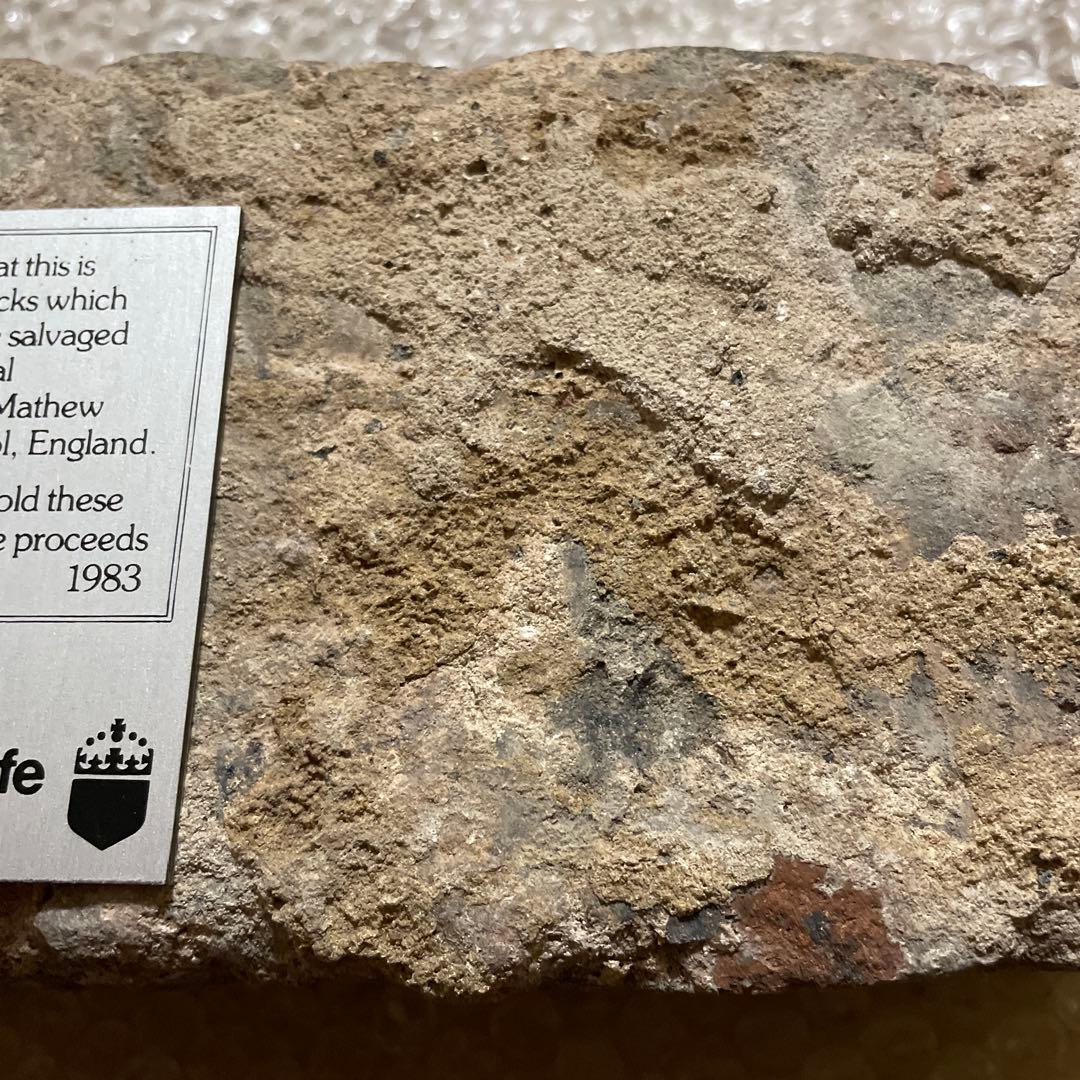 at this is
cks which
salvaged
al
Mathew
ol, England.
old these
e proceeds
1983
fe